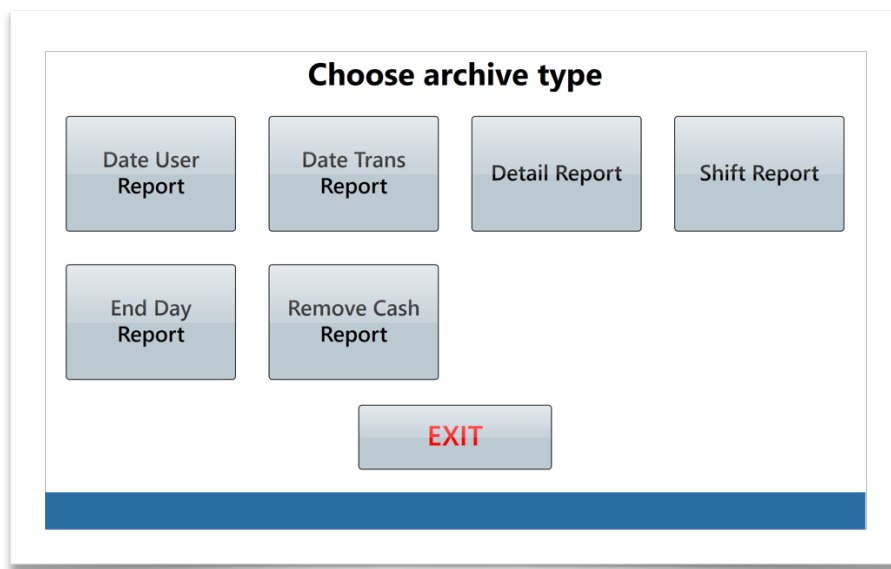 Choose archive type
Date User
Report
Date Trans
Report
Detail Report
Shift Report
End Day
Report
Remove Cash
Report
EXIT